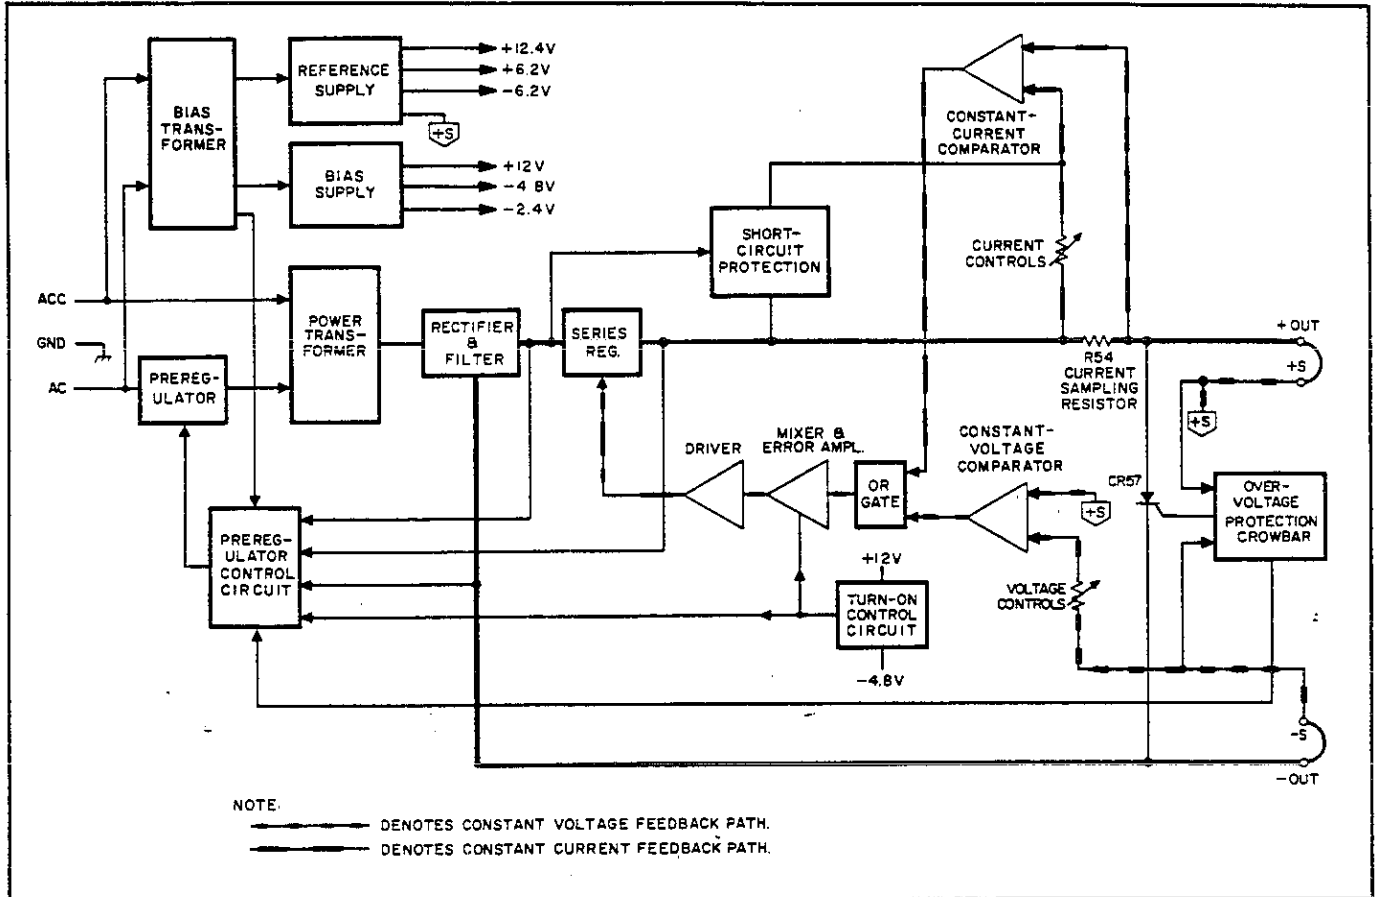 BIAS
TRANS-
FORMER
REFERENCE
SUPPLY
+12.4V
+6.2V
-6.2V
+S
BIAS
SUPPLY
+12V
-4 8V
-2.4V
CONSTANT-
CURRENT
COMPARATOR
SHORT-
CIRCUIT
PROTECTION
CURRENT
CONTROLS
ACC
GND
AC
POWER
TRANS-
FORMER
PREREG-
ULATOR
RECTIFIER
&
FILTER
SERIES
REG.
R54
CURRENT
SAMPLING
RESISTOR
+OUT
+S
+S
DRIVER
MIXER &
ERROR AMPL.
OR
GATE
CONSTANT-
VOLTAGE
COMPARATOR
+S
CR57
OVER-
VOLTAGE
PROTECTION
CROWBAR
PREREG-
ULATOR
CONTROL
CIRCUIT
+12V
TURN-ON
CONTROL
CIRCUIT
-4.8V
VOLTAGE
CONTROLS
-S
-OUT
NOTE:
DENOTES CONSTANT VOLTAGE FEEDBACK PATH.
DENOTES CONSTANT CURRENT FEEDBACK PATH.